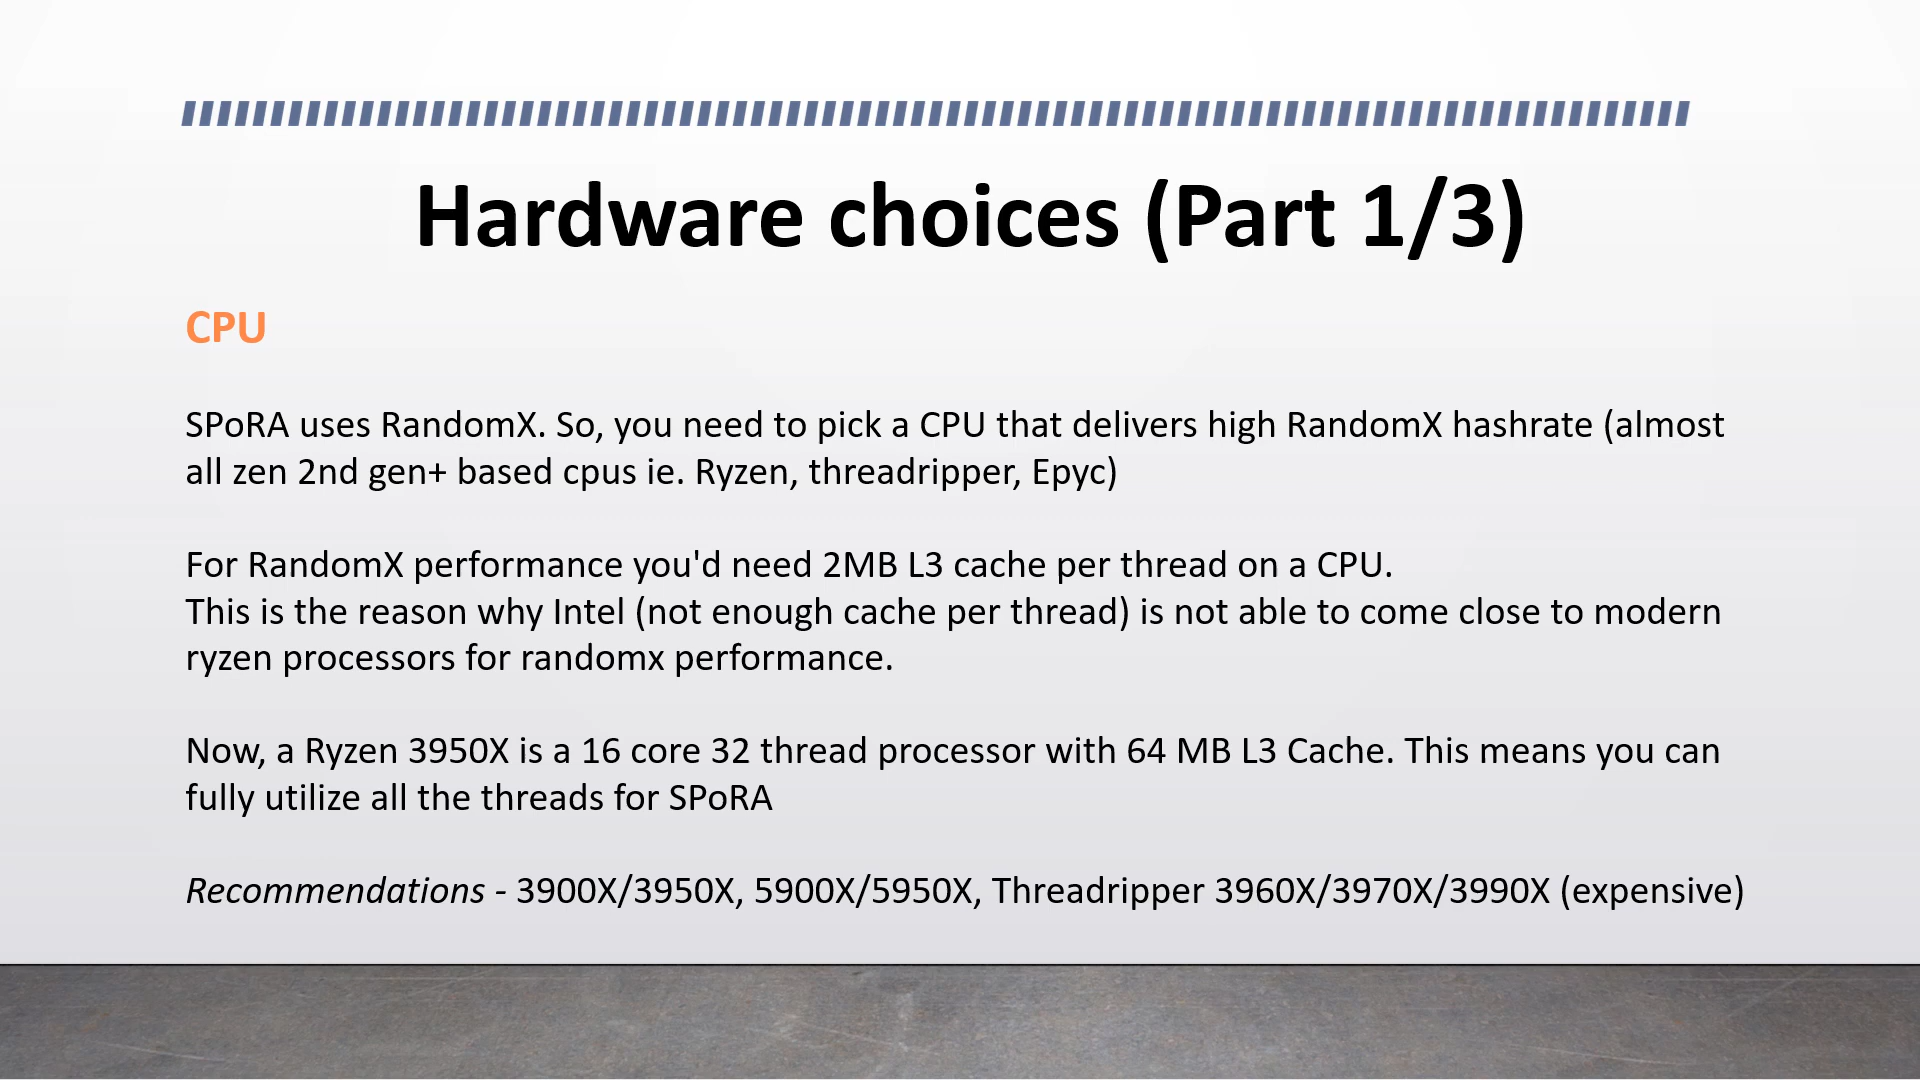 Hardware choices (Part 1/3)
CPU
SPoRA uses RandomX. So, you need to pick a CPU that delivers high RandomX hashrate (almost
all zen 2nd gen+ based cpus ie. Ryzen, threadripper, Epyc)
For RandomX performance you'd need 2MB L3 cache per thread on a CPU.
This is the reason why Intel (not enough cache per thread) is not able to come close to modern
ryzen processors for randomx performance.
Now, a Ryzen 3950X is a 16 core 32 thread processor with 64 MB L3 Cache. This means you can
fully utilize all the threads for SPoRA
Recommendations - 3900X/3950X, 5900X/5950X, Threadripper 3960X/3970X/3990X (expensive)